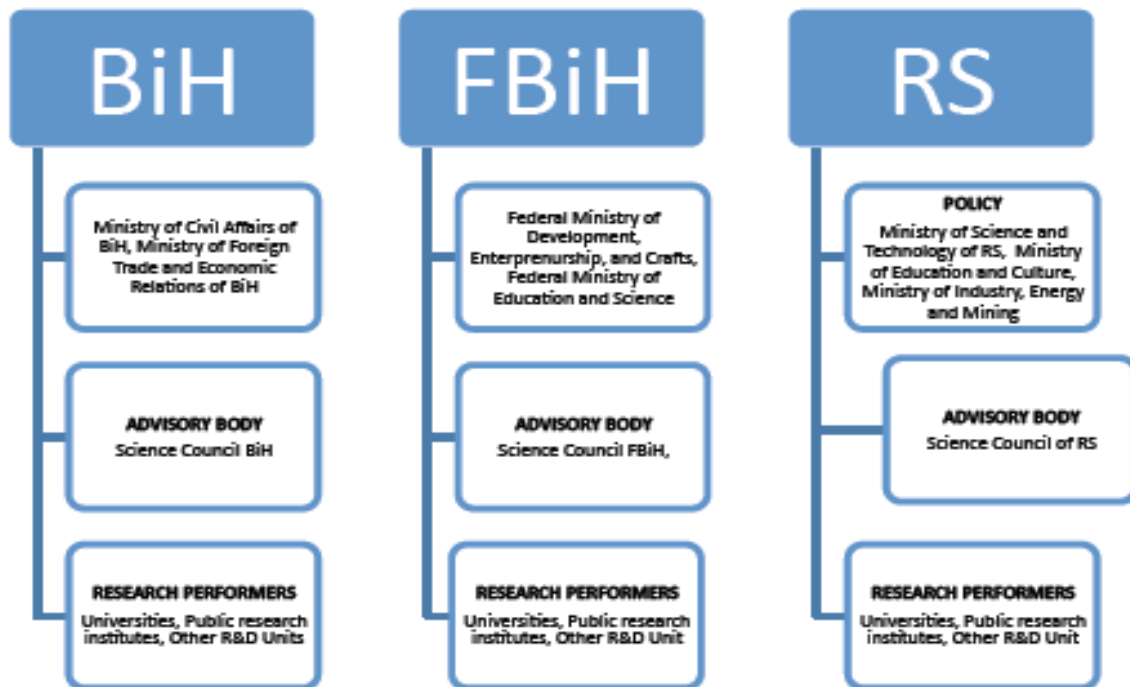 BiH
Ministry of Civil Affairs of
BiH, Ministry of Foreign
Trade and Economic
Relations of BiH
ADVISORY BODY
Science Council BiH
RESEARCH PERFORMERS
Universities, Public research
institutes, Other R&D Units
FBiH
Federal Ministry of
Development,
Enterprenurship, and Crafts,
Federal Ministry of
Education and Science
ADVISORY BODY
Science Council FBiH,
RESEARCH PERFORMERS
Universities, Public research
institutes, Other R&D Unit
RS
POLICY
Ministry of Science and
Technology of RS, Ministry
of Education and Culture,
Ministry of Industry, Energy
and Mining
ADVISORY BODY
Science Council of RS
RESEARCH PERFORMERS
Universities, Public research
institutes, Other R&D Unit